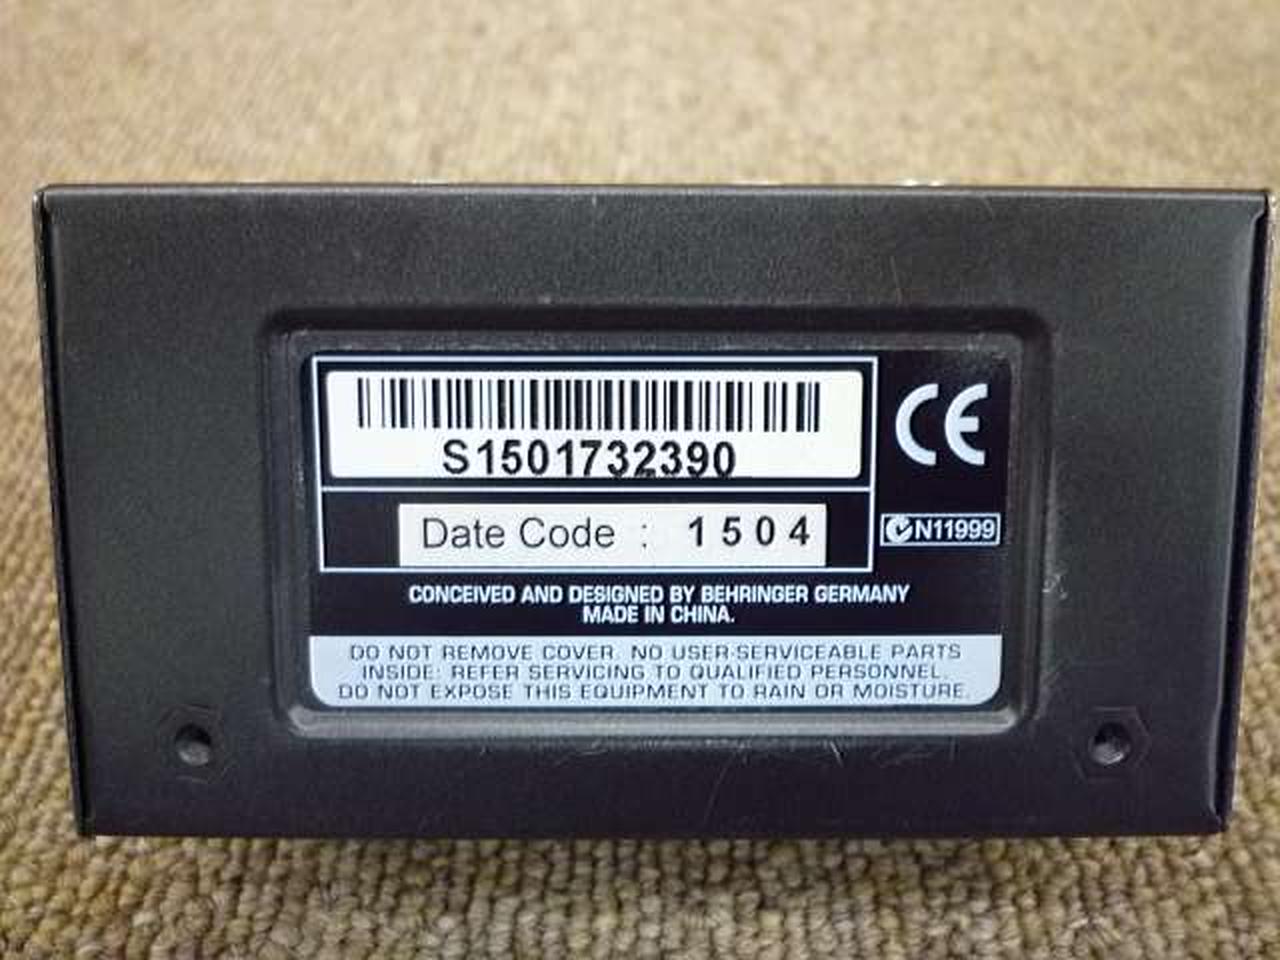 S1501732390
CE
N11999
Date Code : 1504
CONCEIVED AND DESIGNED BY BEHRINGER GERMANY
MADE IN CHINA.
DO NOT REMOVE COVER. NO USER-SERVICEABLE PARTS
INSIDE: REFER SERVICING TO QUALIFIED PERSONNEL.
DO NOT EXPOSE THIS EQUIPMENT TO RAIN OR MOISTURE.